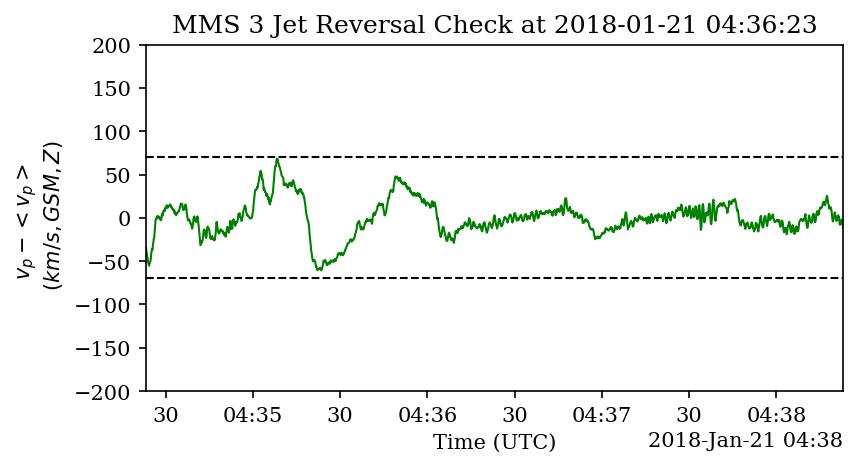 MMS 3 Jet Reversal Check at 2018-01-21 04:36:23
200
150
100
50
0
−50
−100
−150
−200
v_p − < v_p >
(km/s, GSM, Z)
30 04:35 30 04:36 30 04:37 30 04:38
Time (UTC)
2018-Jan-21 04:38